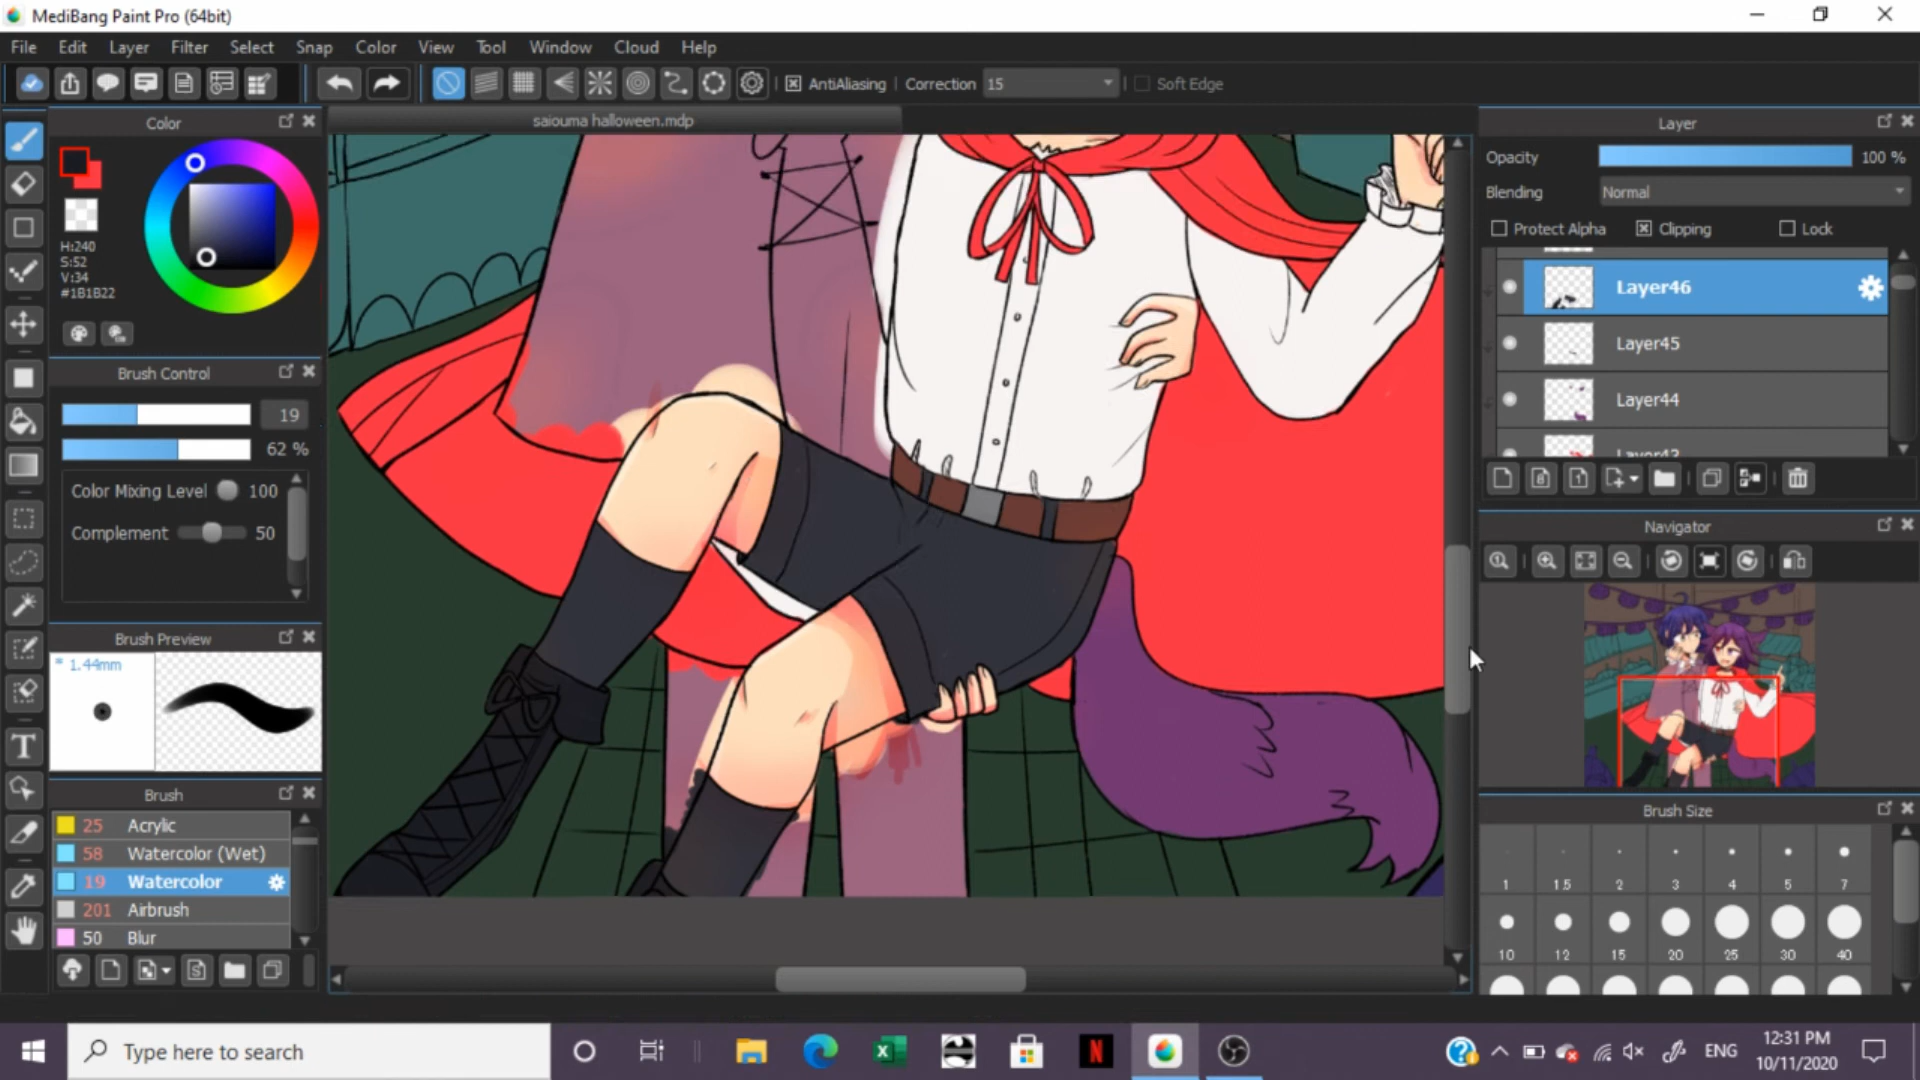 MediBang Paint Pro (64bit)
File Edit Layer Filter Select Snap Color View Tool Window Cloud Help
AntiAliasing Correction 15 Soft Edge
Color
saiouma halloween.mdp
H:240
S:52
V:34
#1B1B22
Brush Control
19
62 %
Color Mixing Level 100
Complement 50
Brush Preview
* 1.44mm
Brush
25 Acrylic
58 Watercolor (Wet)
19 Watercolor
201 Airbrush
50 Blur
Layer
Opacity 100 %
Blending Normal
Protect Alpha Clipping Lock
Layer46
Layer45
Layer44
Layer43
Navigator
Brush Size
1 1.5 2 3 4 5 7
10 12 15 20 25 30 40
Type here to search
ENG
12:31 PM
10/11/2020